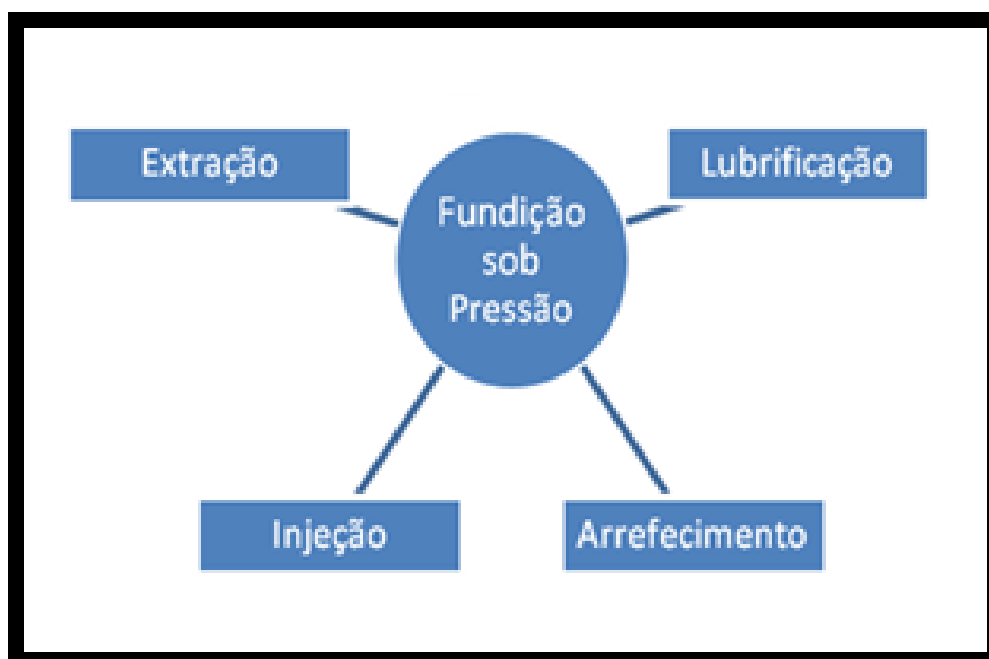 Extração
Lubrificação
Fundição
sob
Pressão
Injeção
Arrefecimento